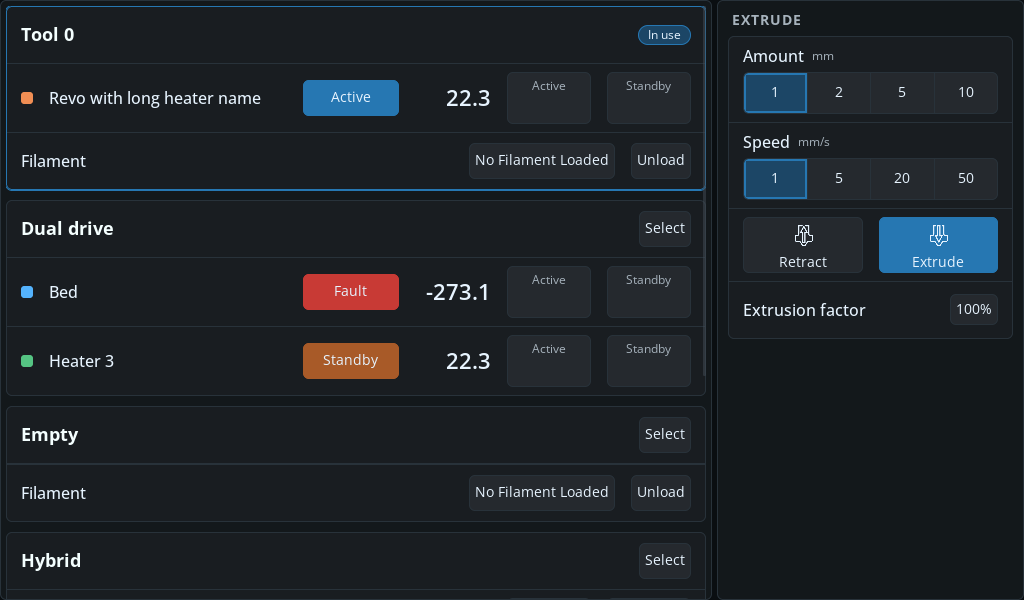 Tool 0
In use
Revo with long heater name
Active
22.3
Active
Standby
Filament
No Filament Loaded
Unload
Dual drive
Select
Bed
Fault
-273.1
Active
Standby
Heater 3
Standby
22.3
Active
Standby
Empty
Select
Filament
No Filament Loaded
Unload
Hybrid
Select
EXTRUDE
Amount mm
1 2 5 10
Speed mm/s
1 5 20 50
Retract
Extrude
Extrusion factor
100%